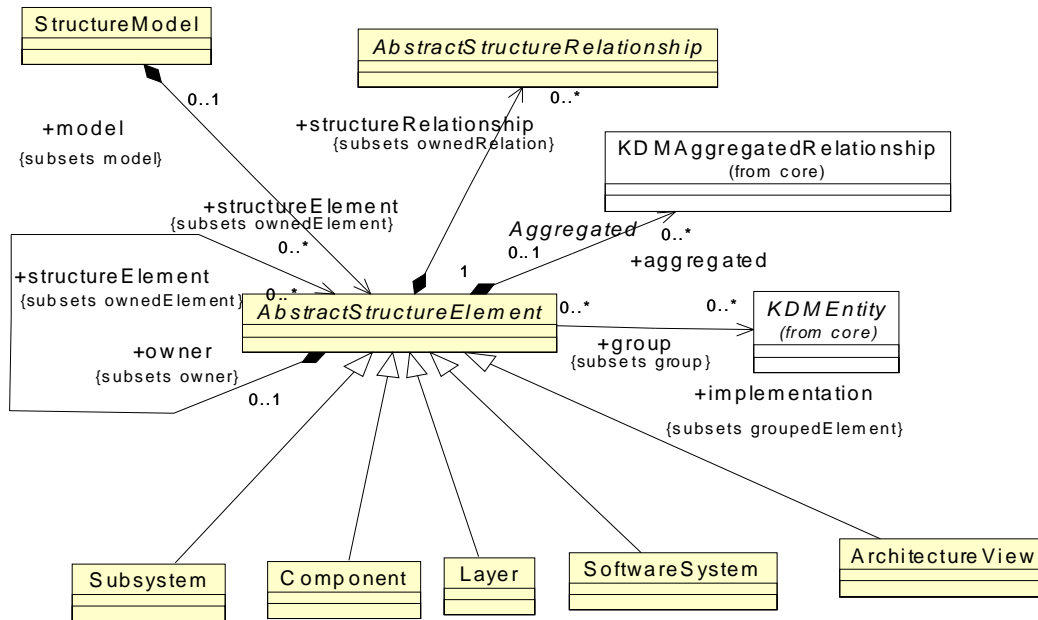 StructureModel
AbstractStructureRelationship
0..1
0..*
+model
{subsets model}
+structureRelationship
{subsets ownedRelation}
KDMAggregatedRelationship
(from core)
+structureElement
{subsets ownedElement}
0..*
Aggregated
0..1
0..*
+aggregated
1
+structureElement
{subsets ownedElement}
0..*
AbstractStructureElement
0..*
0..*
KDMEntity
(from core)
+group
{subsets group}
+owner
{subsets owner}
0..1
+implementation
{subsets groupedElement}
Subsystem
Component
Layer
SoftwareSystem
ArchitectureView